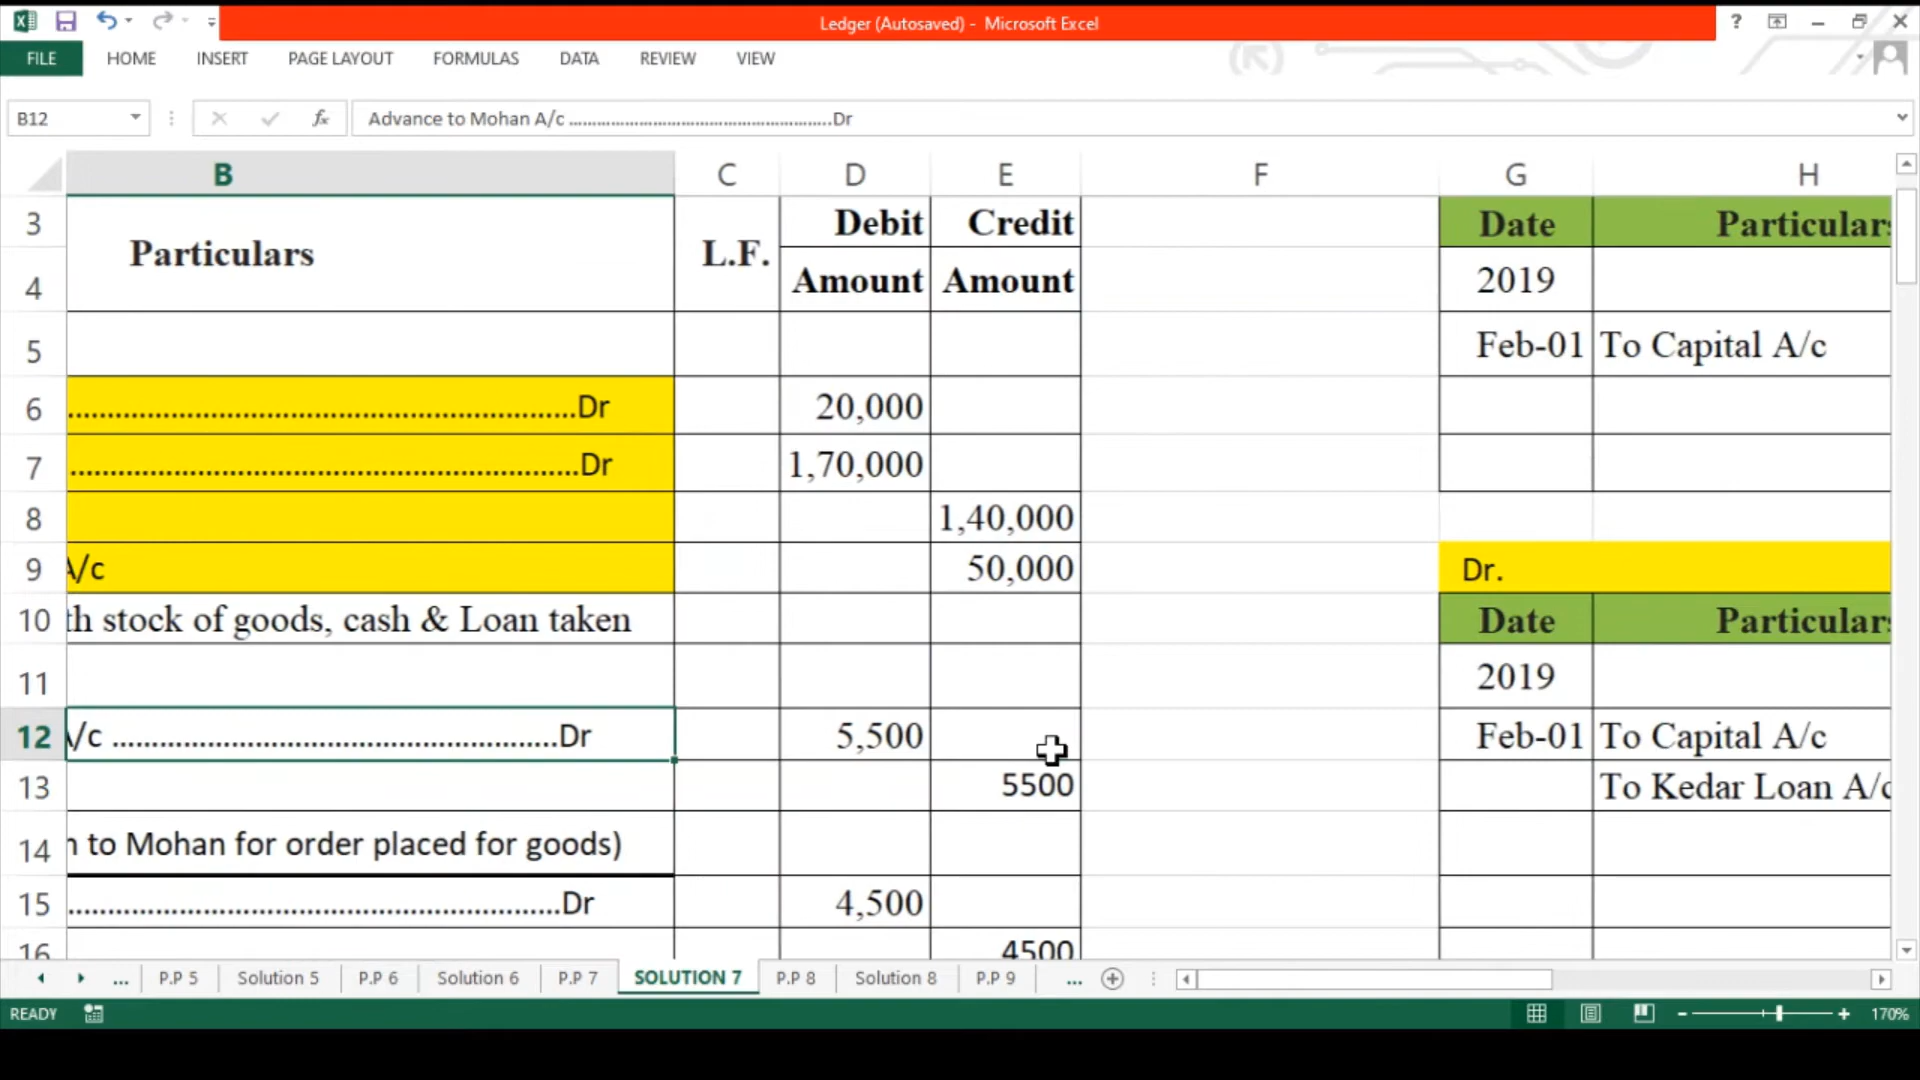 Ledger (Autosaved) - Microsoft Excel
?
FILE HOME INSERT PAGE LAYOUT FORMULAS DATA REVIEW VIEW
B12 fx Advance to Mohan A/c ......................................................Dr
B C D E F G H
3 Particulars L.F. Debit Credit Date Particulars
4 Amount Amount 2019
5 Feb-01 To Capital A/c
6 ................................................................Dr 20,000
7 ................................................................Dr 1,70,000
8 1,40,000
9 A/c 50,000 Dr.
10 th stock of goods, cash & Loan taken Date Particulars
11 2019
12 A/c ........................................................Dr 5,500 Feb-01 To Capital A/c
13 5500 To Kedar Loan A/c
14 n to Mohan for order placed for goods)
15 ..............................................................Dr 4,500
16 4500
... P.P 5 Solution 5 P.P 6 Solution 6 P.P 7 SOLUTION 7 P.P 8 Solution 8 P.P 9 ...
READY 170%